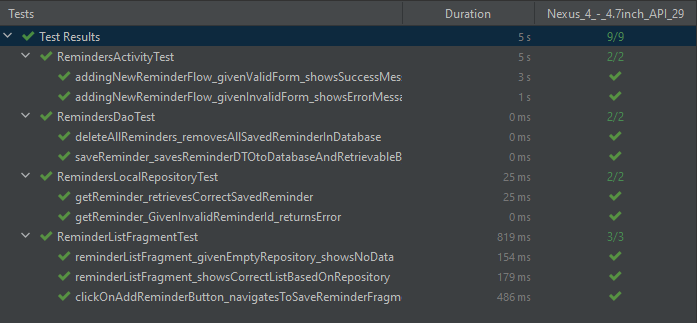 Tests Duration Nexus_4_-_4.7inch_API_29
Test Results 5 s 9/9
RemindersActivityTest 5 s 2/2
addingNewReminderFlow_givenValidForm_showsSuccessMes 3 s
addingNewReminderFlow_givenInvalidForm_showsErrorMessa 1 s
RemindersDaoTest 0 ms 2/2
deleteAllReminders_removesAllSavedReminderInDatabase 0 ms
saveReminder_savesReminderDTOtoDatabaseAndRetrievableB 0 ms
RemindersLocalRepositoryTest 25 ms 2/2
getReminder_retrievesCorrectSavedReminder 25 ms
getReminder_GivenInvalidReminderId_returnsError 0 ms
ReminderListFragmentTest 819 ms 3/3
reminderListFragment_givenEmptyRepository_showsNoData 154 ms
reminderListFragment_showsCorrectListBasedOnRepository 179 ms
clickOnAddReminderButton_navigatesToSaveReminderFragm 486 ms